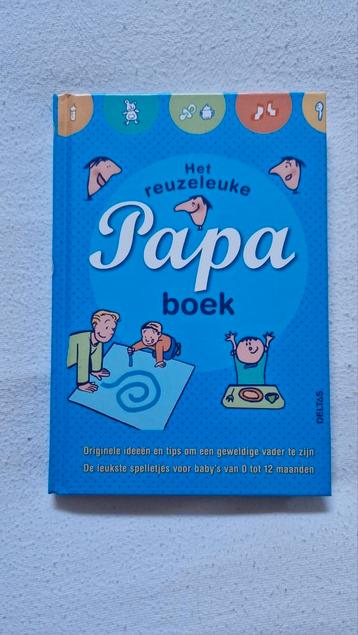 Het
reuzeleuke
Papa
boek
DELTAS
Originele ideeën en tips om een geweldige vader te zijn
De leukste spelletjes voor baby's van 0 tot 12 maanden